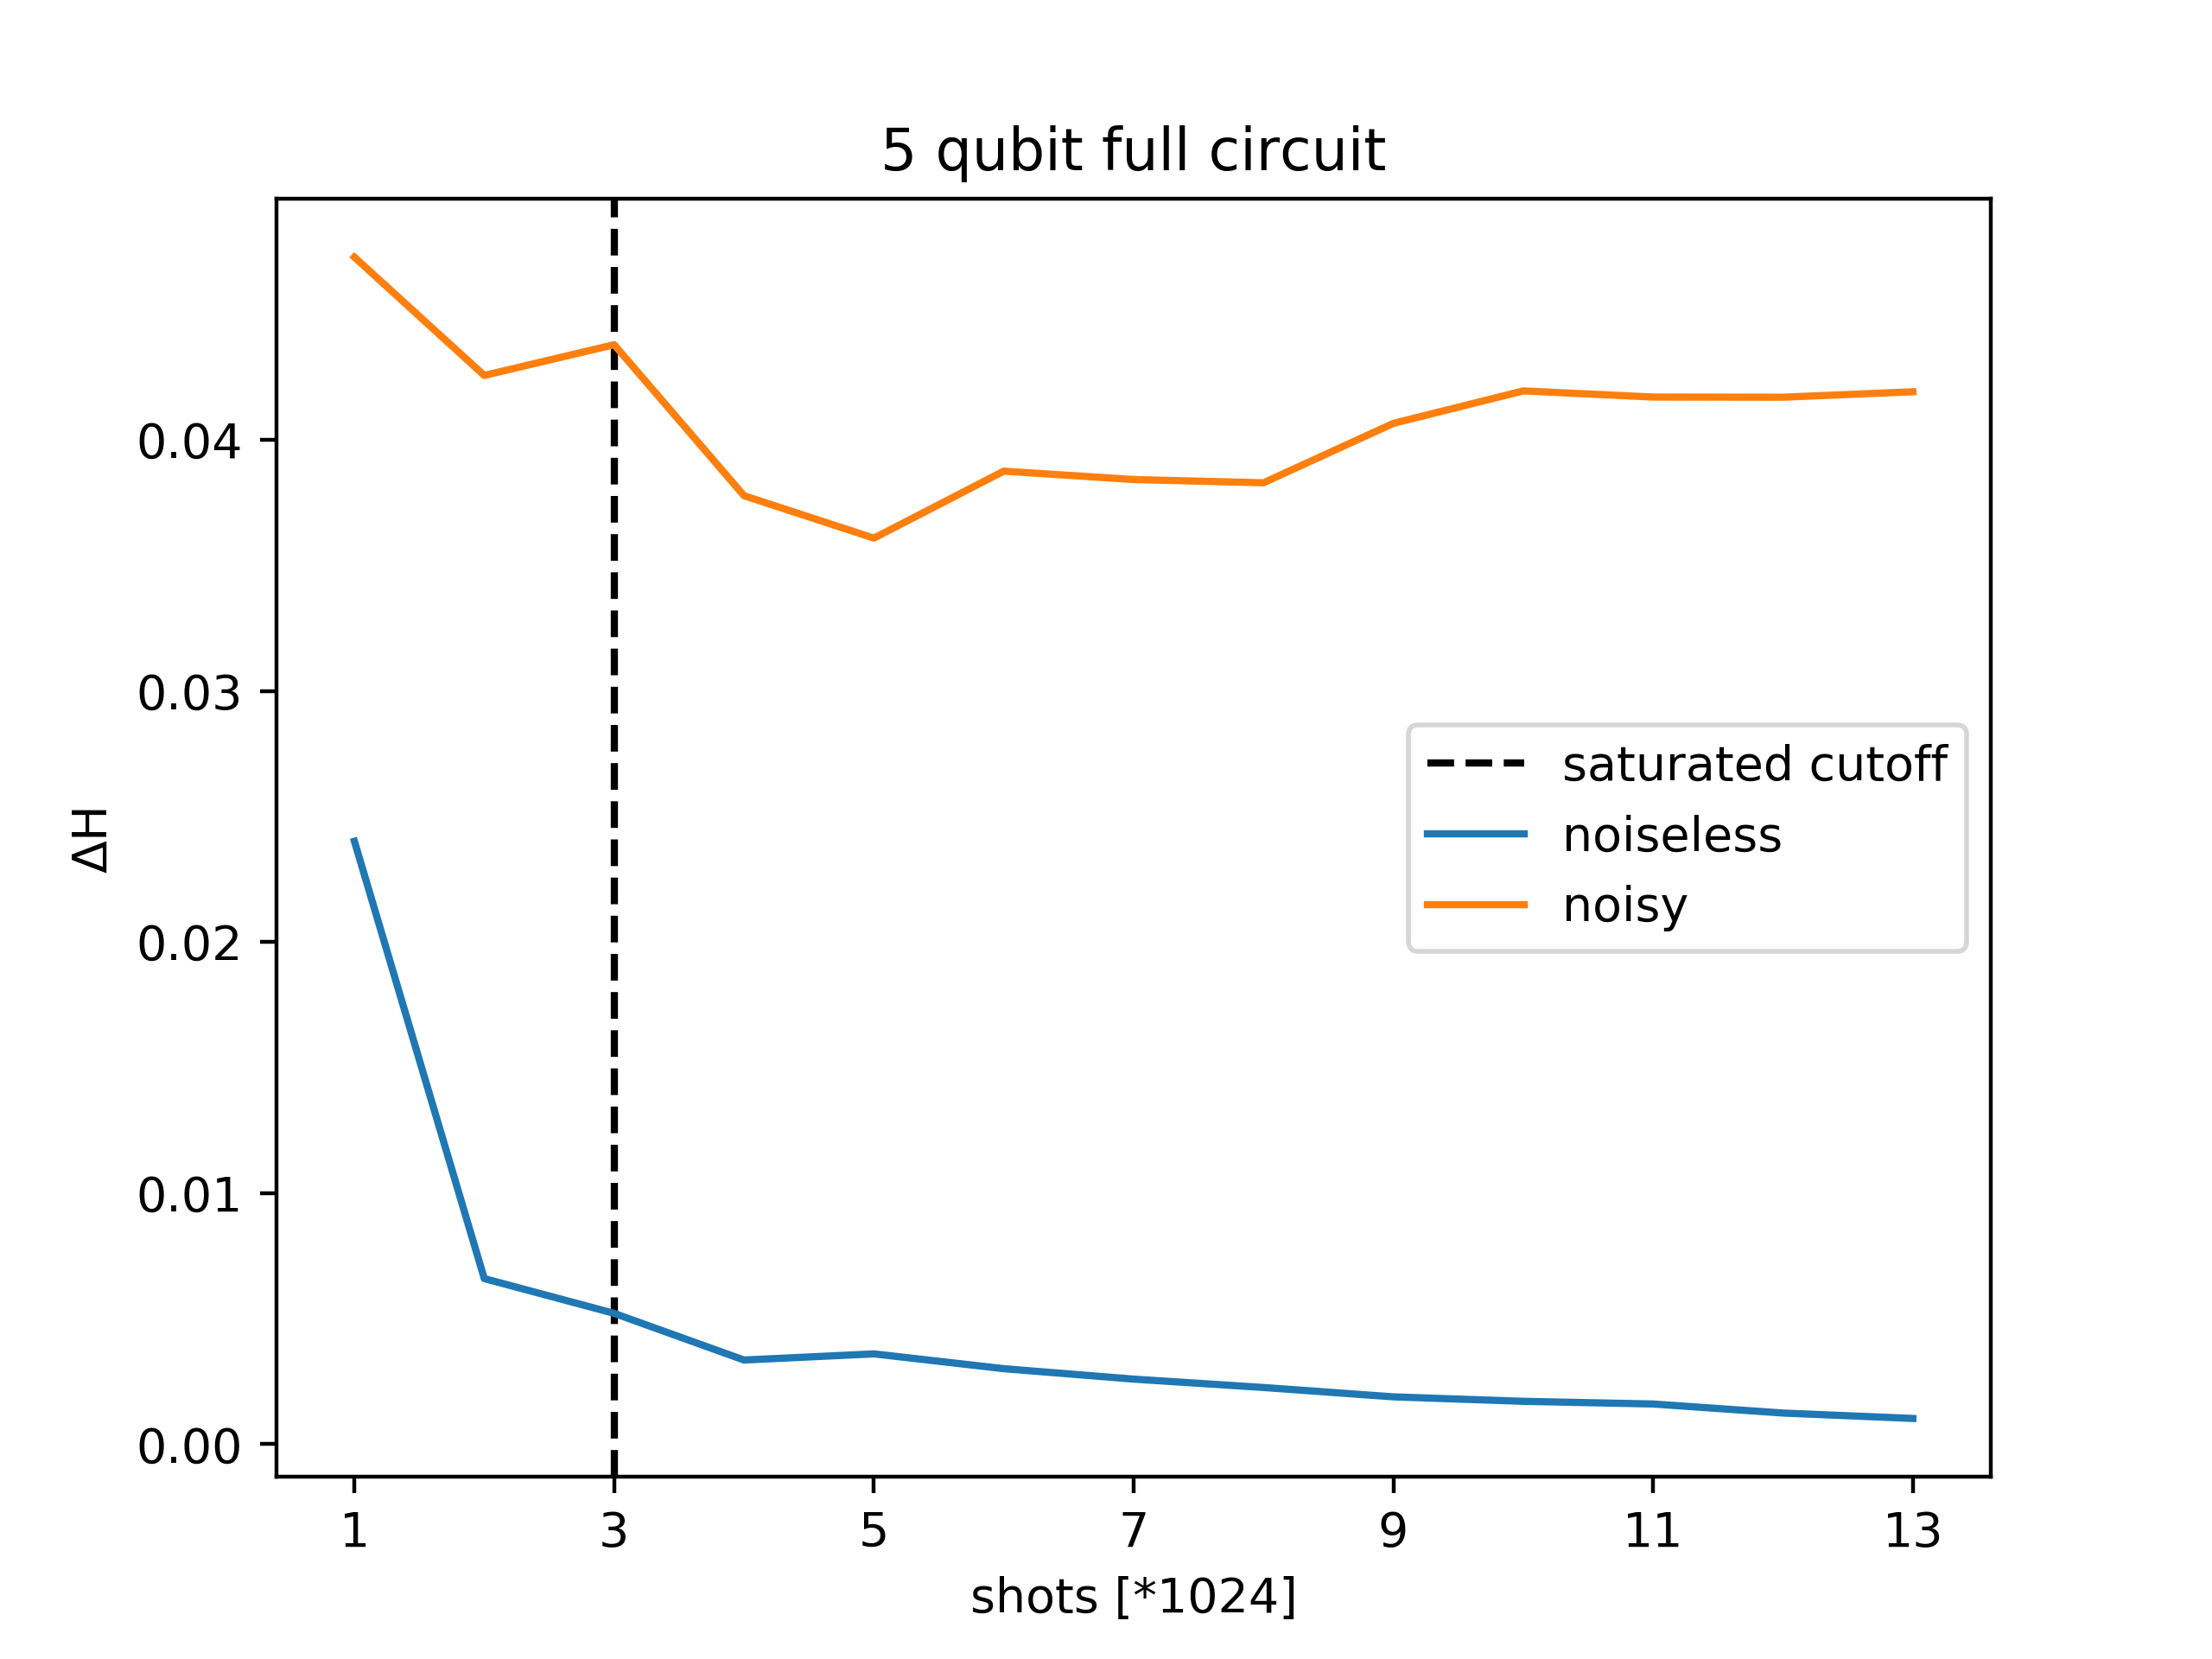 5 qubit full circuit
0.04
0.03
0.02
0.01
0.00
ΔH
saturated cutoff
noiseless
noisy
1 3 5 7 9 11 13
shots [*1024]